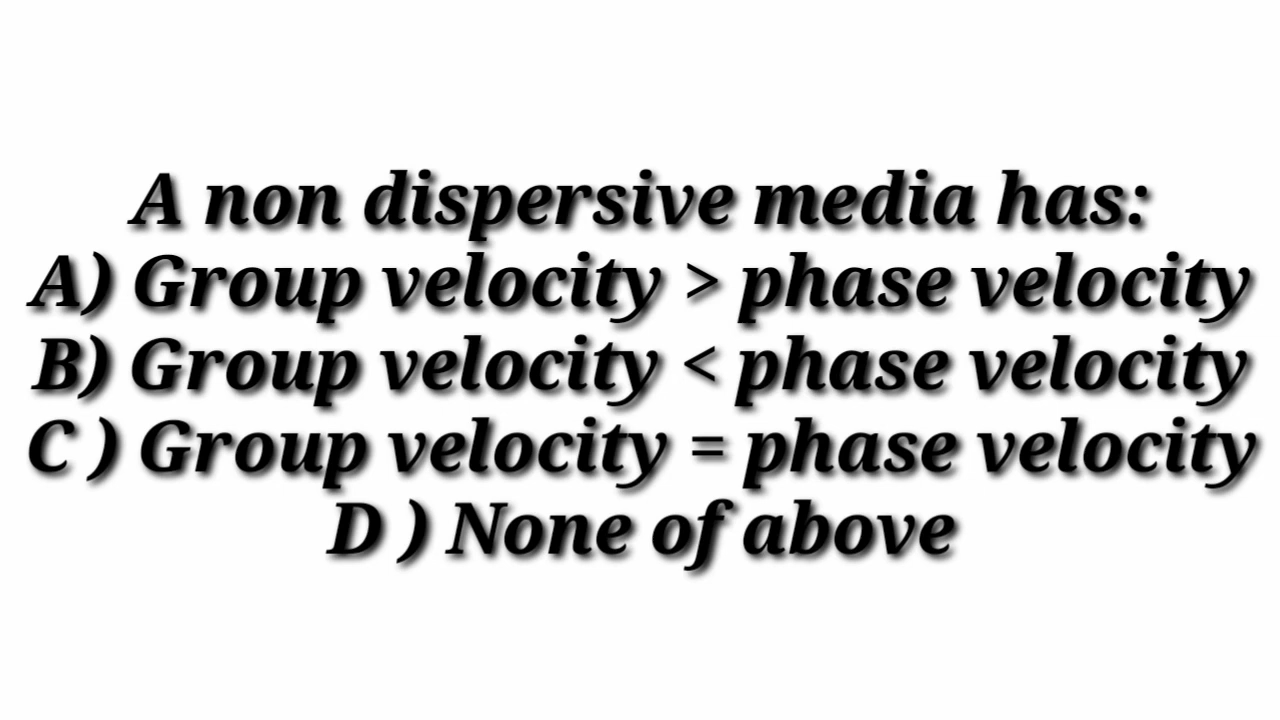 A non dispersive media has:
A) Group velocity > phase velocity
B) Group velocity < phase velocity
C ) Group velocity = phase velocity
D ) None of above